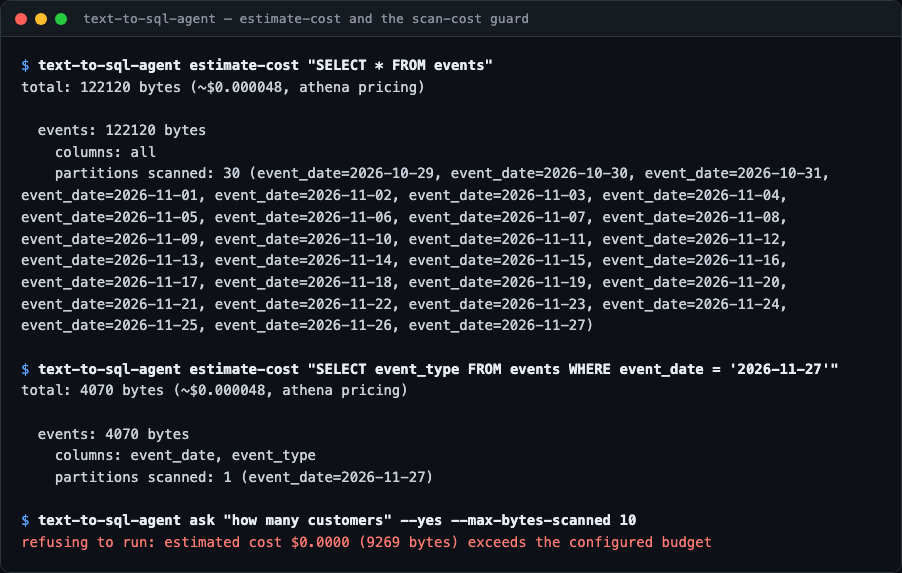 text-to-sql-agent — estimate-cost and the scan-cost guard
$ text-to-sql-agent estimate-cost "SELECT * FROM events"
total: 122120 bytes (~$0.000048, athena pricing)
events: 122120 bytes
columns: all
partitions scanned: 30 (event_date=2026-10-29, event_date=2026-10-30, event_date=2026-10-31,
event_date=2026-11-01, event_date=2026-11-02, event_date=2026-11-03, event_date=2026-11-04,
event_date=2026-11-05, event_date=2026-11-06, event_date=2026-11-07, event_date=2026-11-08,
event_date=2026-11-09, event_date=2026-11-10, event_date=2026-11-11, event_date=2026-11-12,
event_date=2026-11-13, event_date=2026-11-14, event_date=2026-11-15, event_date=2026-11-16,
event_date=2026-11-17, event_date=2026-11-18, event_date=2026-11-19, event_date=2026-11-20,
event_date=2026-11-21, event_date=2026-11-22, event_date=2026-11-23, event_date=2026-11-24,
event_date=2026-11-25, event_date=2026-11-26, event_date=2026-11-27)
$ text-to-sql-agent estimate-cost "SELECT event_type FROM events WHERE event_date = '2026-11-27'"
total: 4070 bytes (~$0.000048, athena pricing)
events: 4070 bytes
columns: event_date, event_type
partitions scanned: 1 (event_date=2026-11-27)
$ text-to-sql-agent ask "how many customers" --yes --max-bytes-scanned 10
refusing to run: estimated cost $0.0000 (9269 bytes) exceeds the configured budget